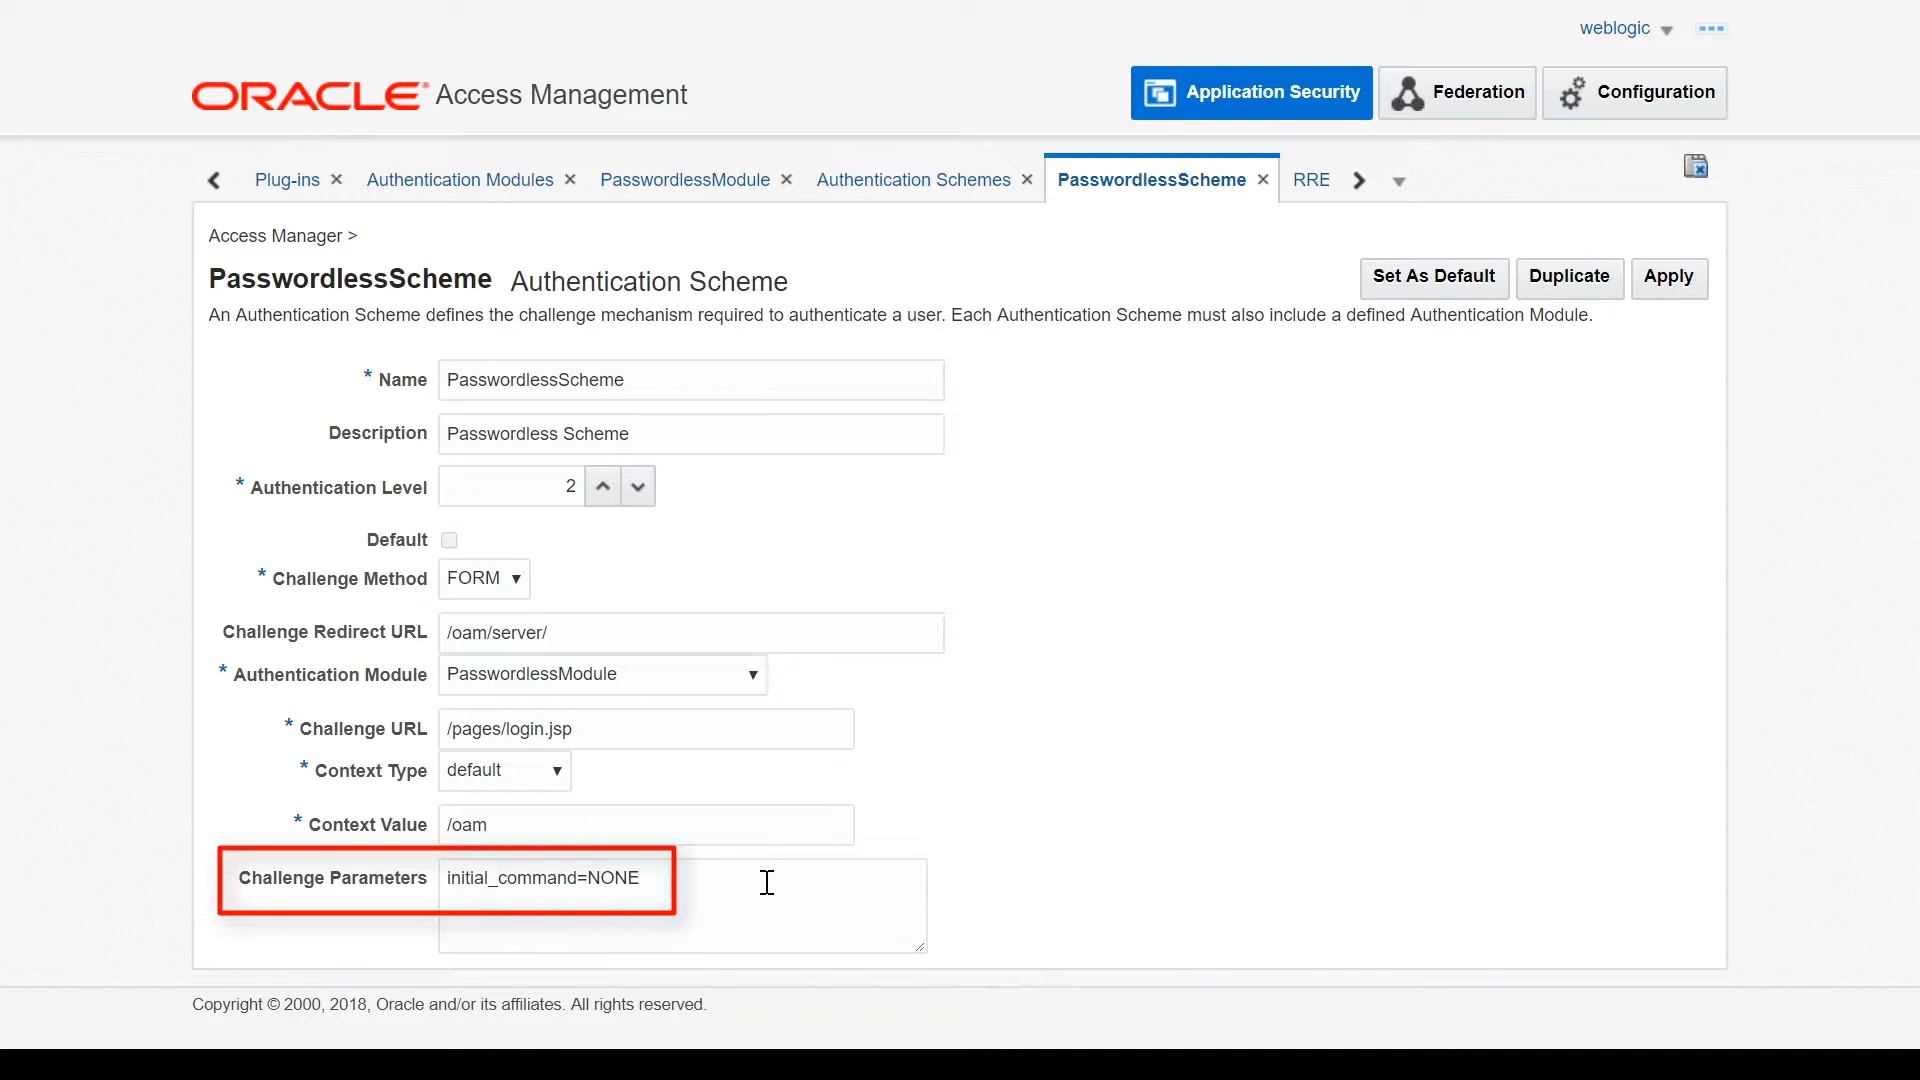 weblogic
ORACLE Access Management
Application Security
Federation
Configuration
Plug-ins
Authentication Modules
PasswordlessModule
Authentication Schemes
PasswordlessScheme
RRE
Access Manager >
PasswordlessScheme Authentication Scheme
Set As Default
Duplicate
Apply
An Authentication Scheme defines the challenge mechanism required to authenticate a user. Each Authentication Scheme must also include a defined Authentication Module.
* Name PasswordlessScheme
Description Passwordless Scheme
* Authentication Level 2
Default
* Challenge Method FORM
Challenge Redirect URL /oam/server/
* Authentication Module PasswordlessModule
* Challenge URL /pages/login.jsp
* Context Type default
* Context Value /oam
Challenge Parameters initial_command=NONE
Copyright © 2000, 2018, Oracle and/or its affiliates. All rights reserved.